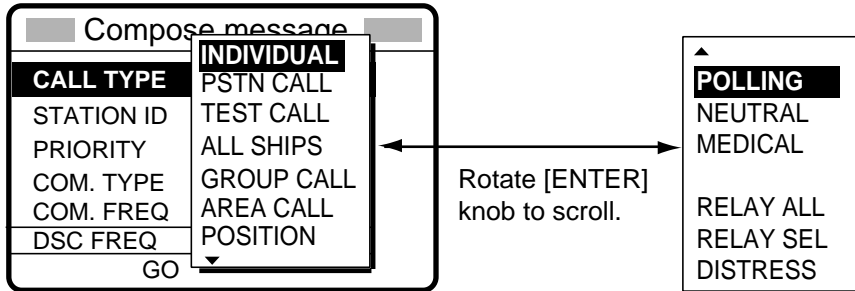 Compose message
CALL TYPE
STATION ID
PRIORITY
COM. TYPE
COM. FREQ
DSC FREQ
GO
INDIVIDUAL
PSTN CALL
TEST CALL
ALL SHIPS
GROUP CALL
AREA CALL
POSITION
Rotate [ENTER]
knob to scroll.
POLLING
NEUTRAL
MEDICAL
RELAY ALL
RELAY SEL
DISTRESS